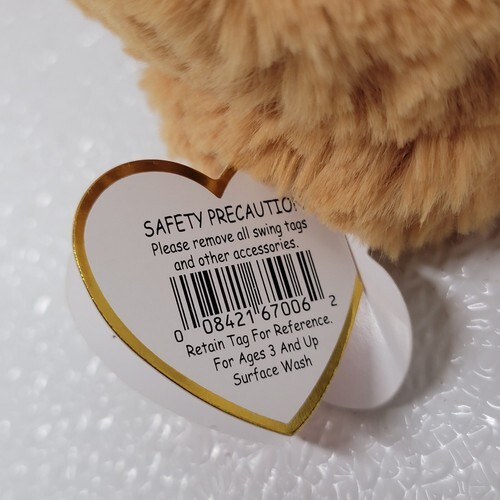 SAFETY PRECAUTION
Please remove all swing tags
and other accessories.
0 08421 67006 2
Retain Tag For Reference.
For Ages 3 And Up
Surface Wash